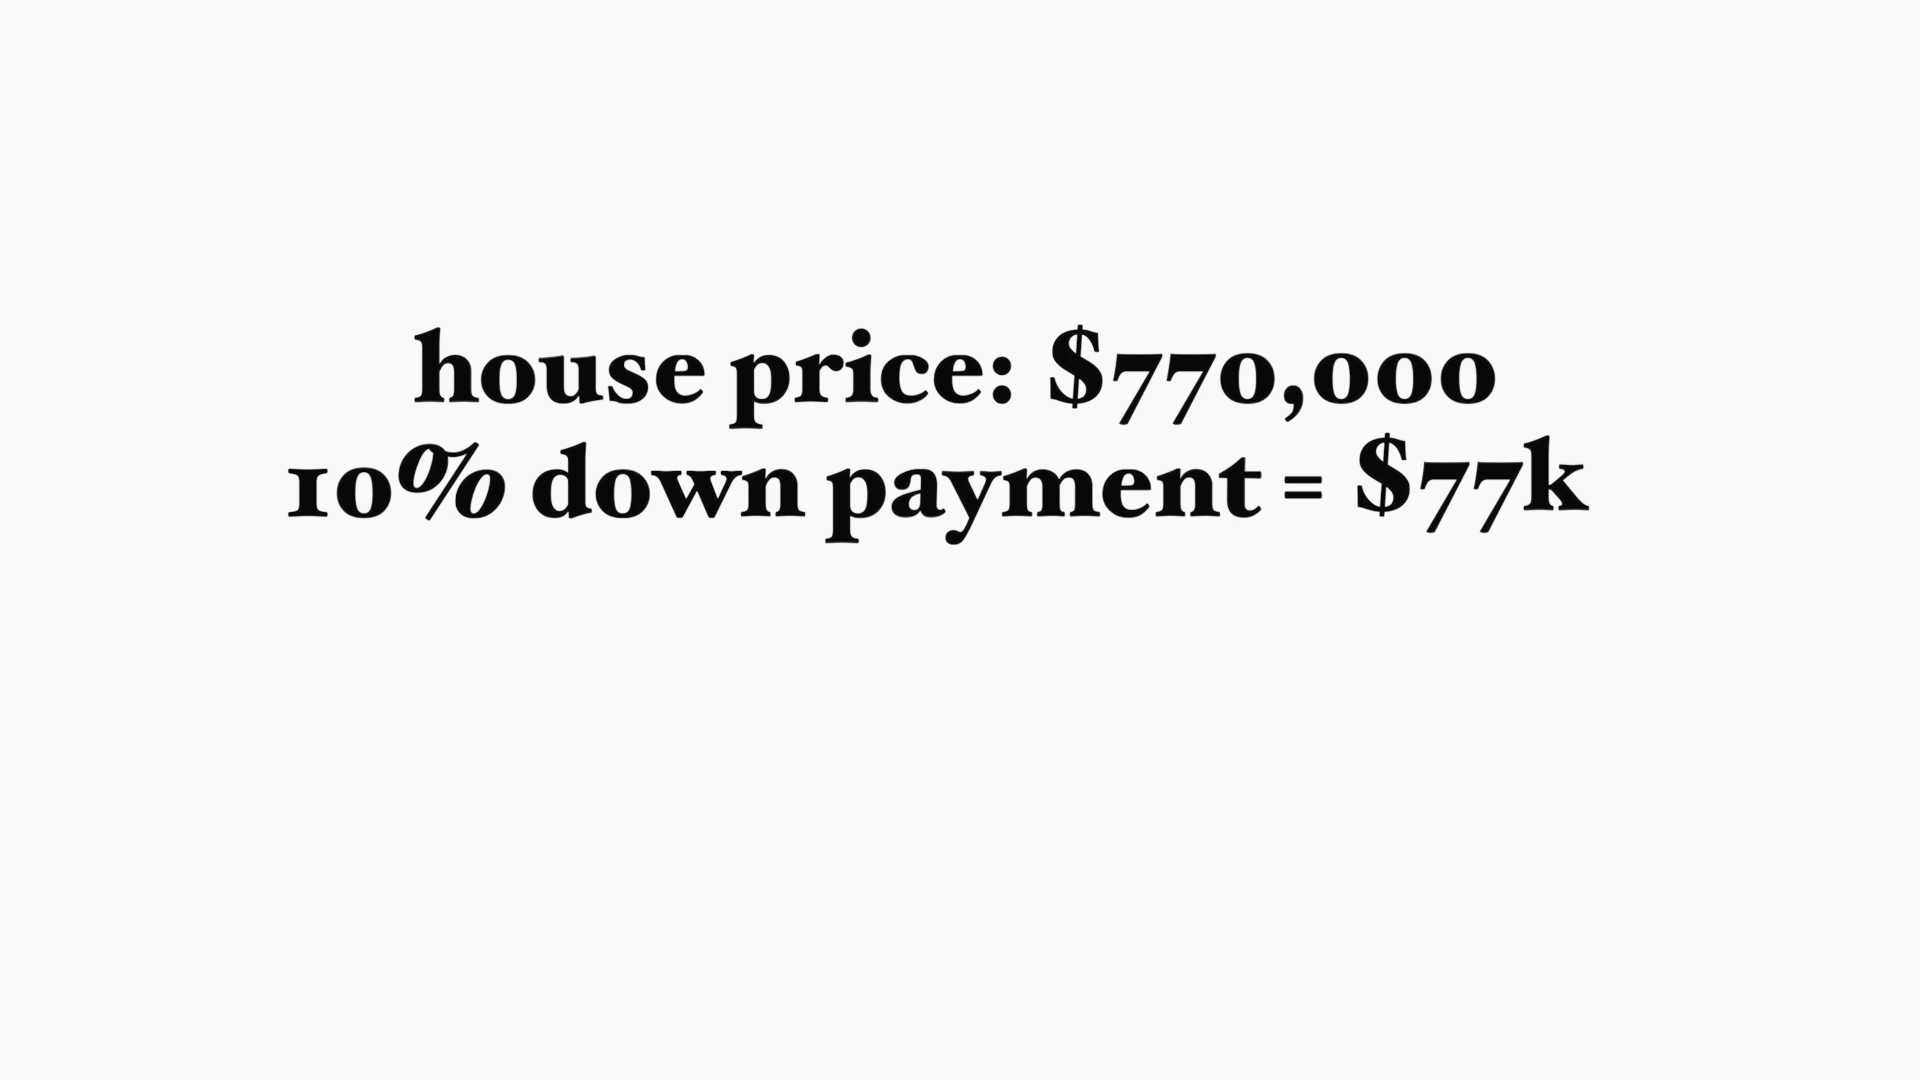 house price: $770,000
10% down payment = $77k